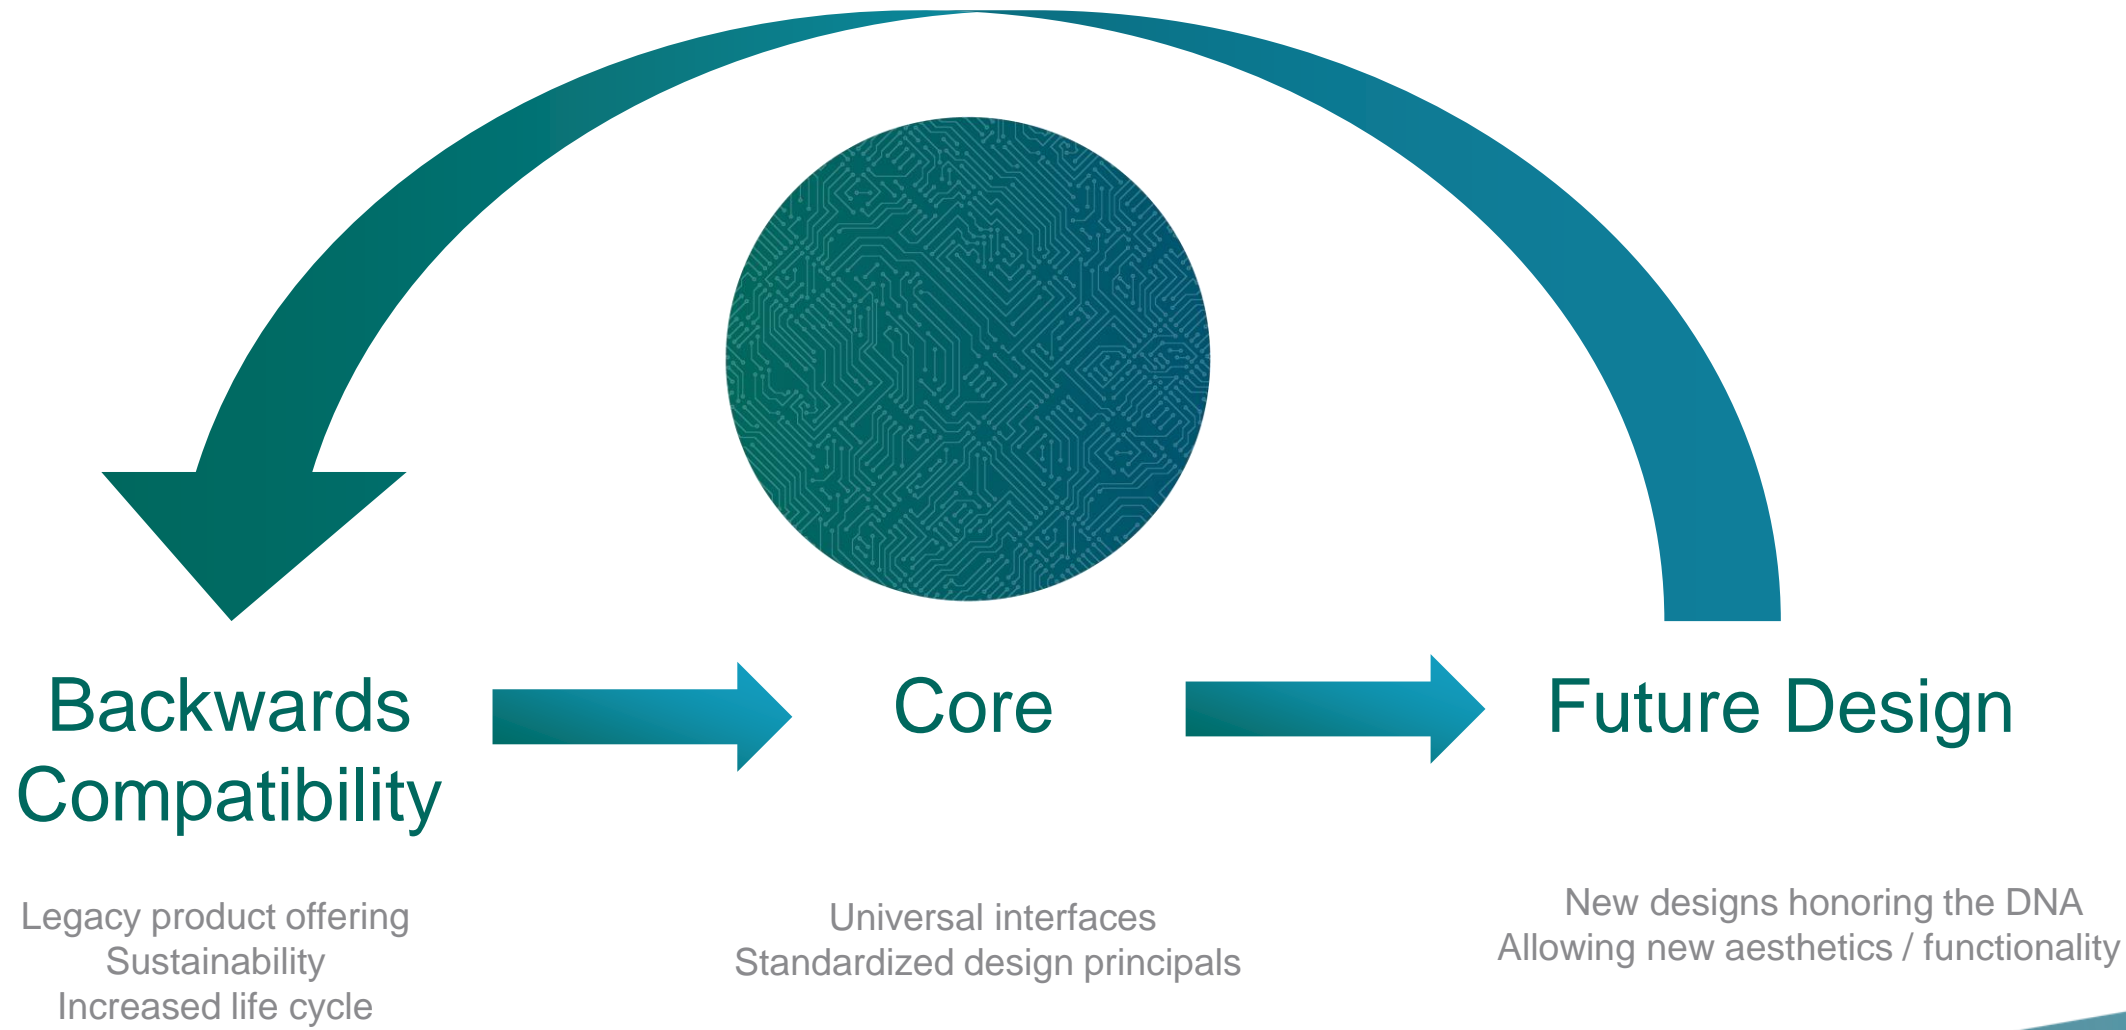 Backwards
Compatibility
Core
Future Design
Legacy product offering
Sustainability
Increased life cycle
Universal interfaces
Standardized design principals
New designs honoring the DNA
Allowing new aesthetics / functionality